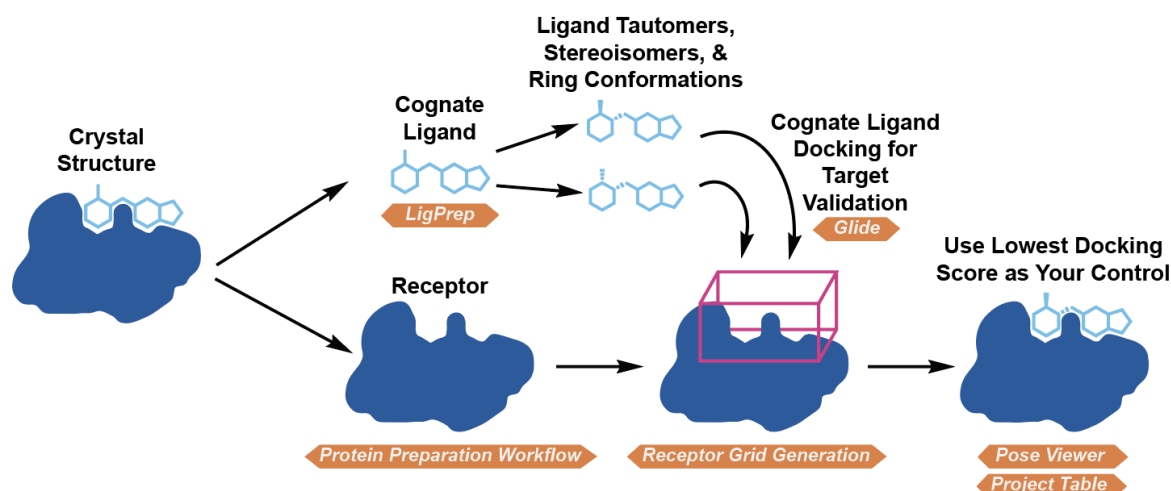 Crystal
Structure
Cognate
Ligand
LigPrep
Ligand Tautomers,
Stereoisomers, &
Ring Conformations
Cognate Ligand
Docking for
Target
Validation
Glide
Receptor
Protein Preparation Workflow
Receptor Grid Generation
Use Lowest Docking
Score as Your Control
Pose Viewer
Project Table